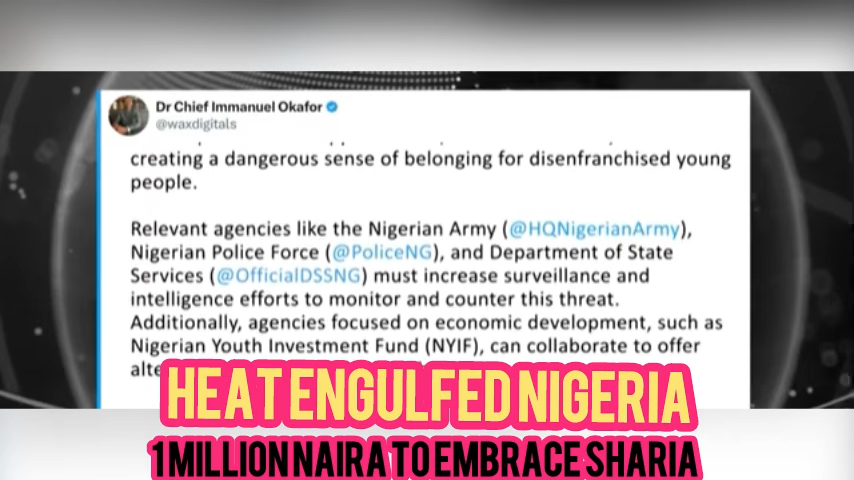 Dr Chief Immanuel Okafor
@waxdigitals
creating a dangerous sense of belonging for disenfranchised young
people.
Relevant agencies like the Nigerian Army (@HQNigerianArmy),
Nigerian Police Force (@PoliceNG), and Department of State
Services (@OfficialDSSNG) must increase surveillance and
intelligence efforts to monitor and counter this threat.
Additionally, agencies focused on economic development, such as
Nigerian Youth Investment Fund (NYIF), can collaborate to offer
HEAT ENGULFED NIGERIA
1 MILLION NAIRA TO EMBRACE SHARIA